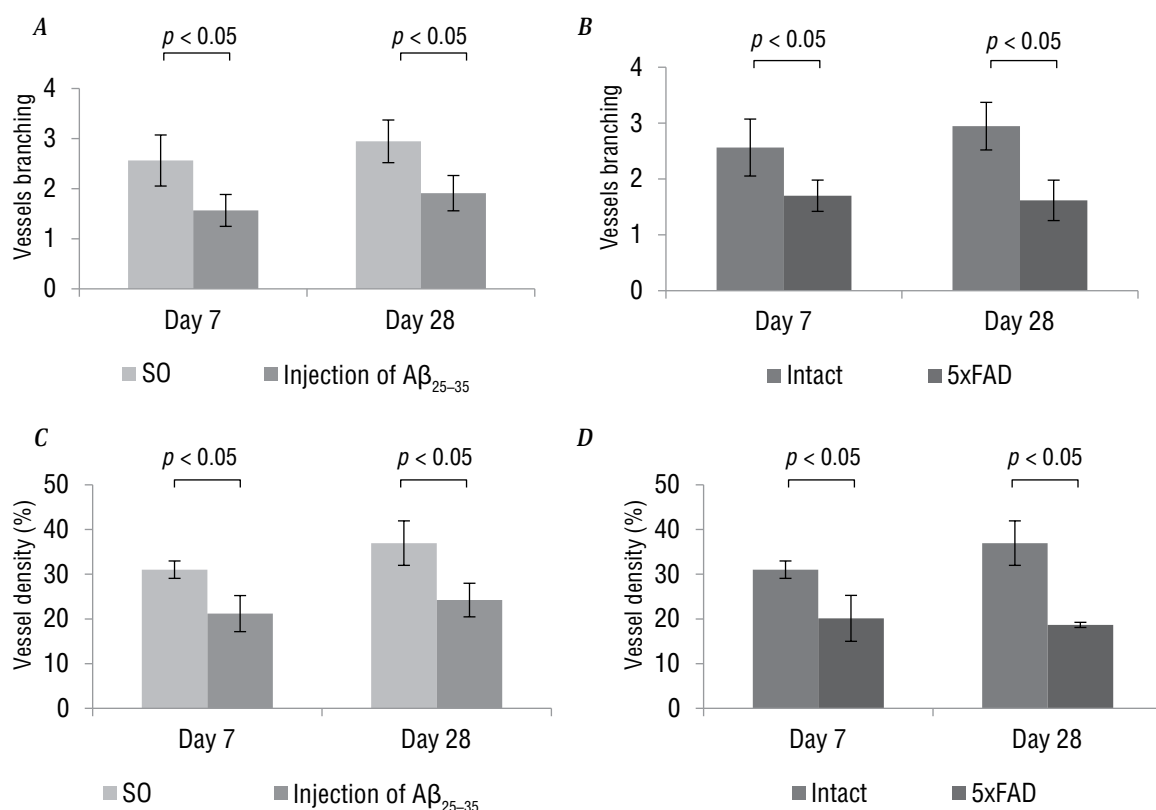 A
p < 0.05
p < 0.05
Vessels branching
4
3
2
1
0
Day 7
Day 28
SO
Injection of Aβ25–35
B
p < 0.05
p < 0.05
Vessels branching
4
3
2
1
0
Day 7
Day 28
Intact
5xFAD
C
p < 0.05
p < 0.05
Vessel density (%)
50
40
30
20
10
0
Day 7
Day 28
SO
Injection of Aβ25–35
D
p < 0.05
p < 0.05
Vessel density (%)
50
40
30
20
10
0
Day 7
Day 28
Intact
5xFAD